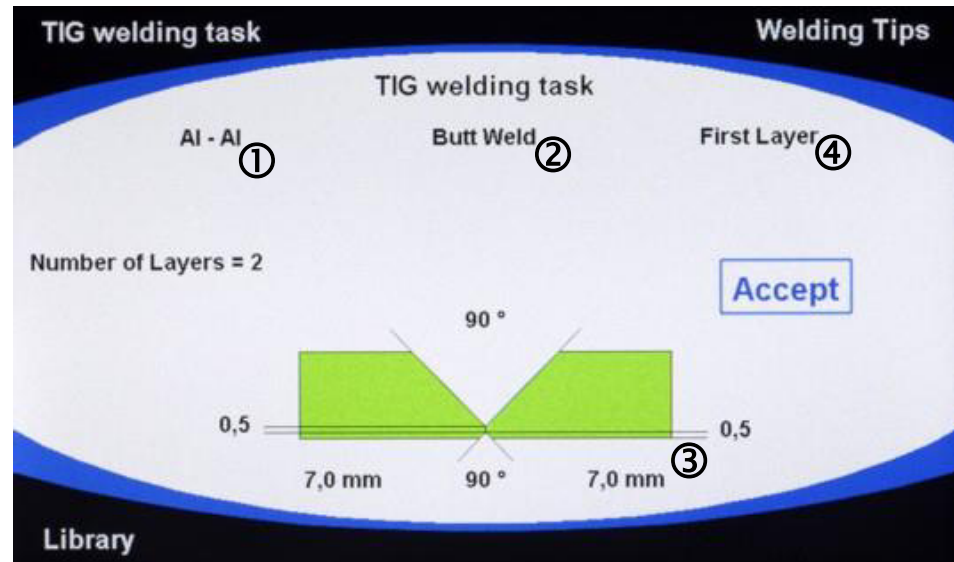 TIG welding task
Welding Tips
TIG welding task
Al - Al ①
Butt Weld ②
First Layer ④
Number of Layers = 2
Accept
90 °
0,5
0,5
③
7,0 mm
90 °
7,0 mm
Library